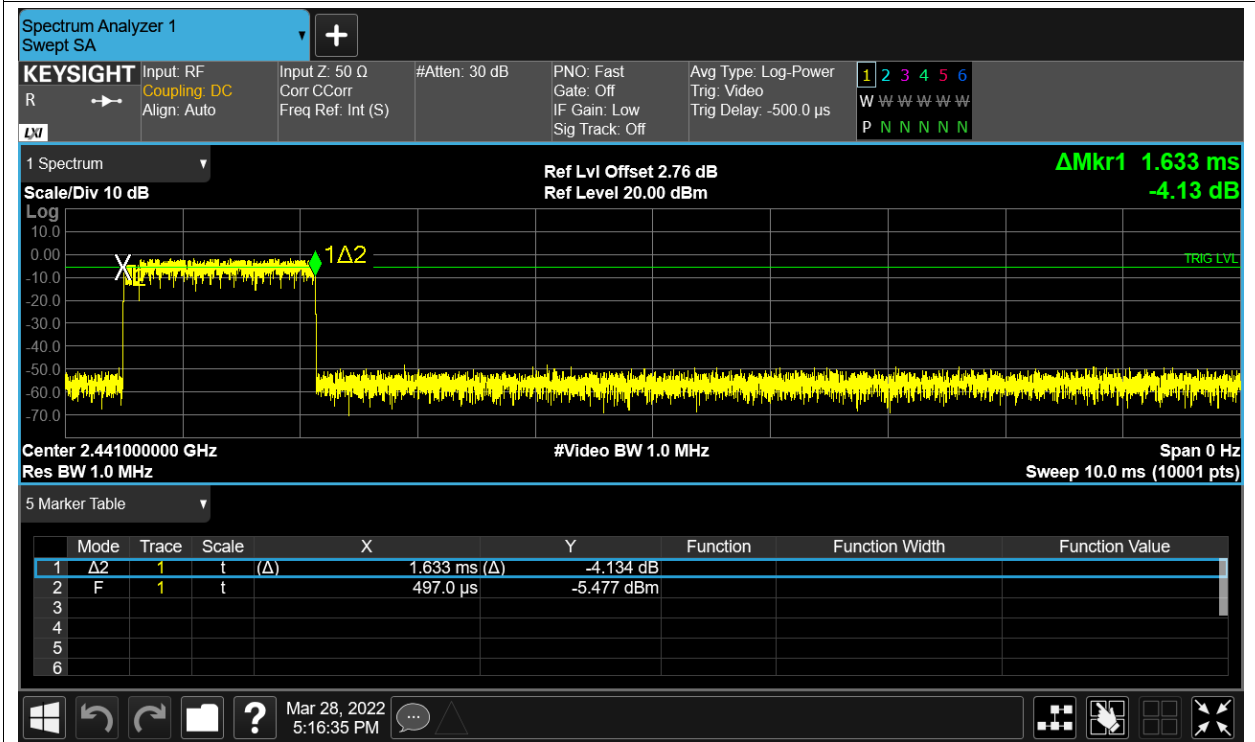 Spectrum Analyzer 1
Swept SA
KEYSIGHT Input: RF Input Z: 50 Ω #Atten: 30 dB PNO: Fast Avg Type: Log-Power 1 2 3 4 5 6
R Coupling: DC Corr CCorr Gate: Off Trig: Video W W W W W W
Align: Auto Freq Ref: Int (S) IF Gain: Low Trig Delay: -500.0 µs
LXI Sig Track: Off P N N N N N
1 Spectrum Ref Lvl Offset 2.76 dB ΔMkr1 1.633 ms
Scale/Div 10 dB Ref Level 20.00 dBm -4.13 dB
Log
10.0
0.00 X 1Δ2 TRIG LVL
-10.0
-20.0
-30.0
-40.0
-50.0
-60.0
-70.0
Center 2.441000000 GHz #Video BW 1.0 MHz Span 0 Hz
Res BW 1.0 MHz Sweep 10.0 ms (10001 pts)
5 Marker Table
Mode Trace Scale X Y Function Function Width Function Value
1 Δ2 1 t (Δ) 1.633 ms (Δ) -4.134 dB
2 F 1 t 497.0 µs -5.477 dBm
3
4
5
6
? Mar 28, 2022
5:16:35 PM